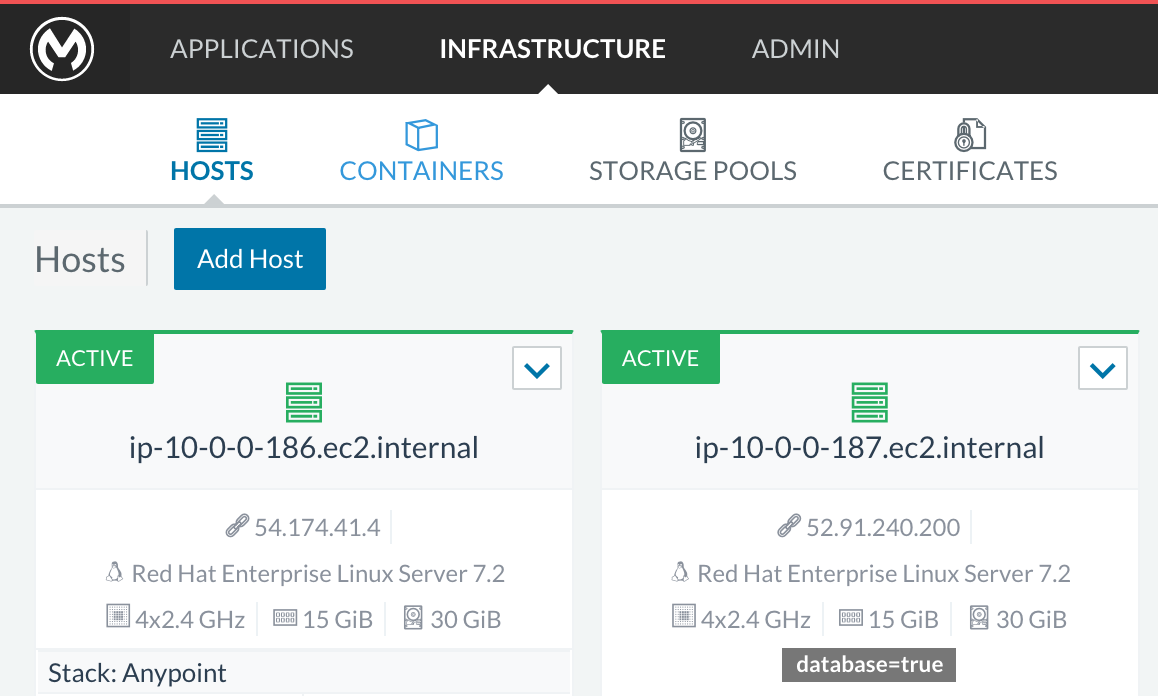 APPLICATIONS INFRASTRUCTURE ADMIN
HOSTS CONTAINERS STORAGE POOLS CERTIFICATES
Hosts Add Host
ACTIVE
ip-10-0-0-186.ec2.internal
54.174.41.4
Red Hat Enterprise Linux Server 7.2
4x2.4 GHz 15 GiB 30 GiB
Stack: Anypoint
ACTIVE
ip-10-0-0-187.ec2.internal
52.91.240.200
Red Hat Enterprise Linux Server 7.2
4x2.4 GHz 15 GiB 30 GiB
database=true